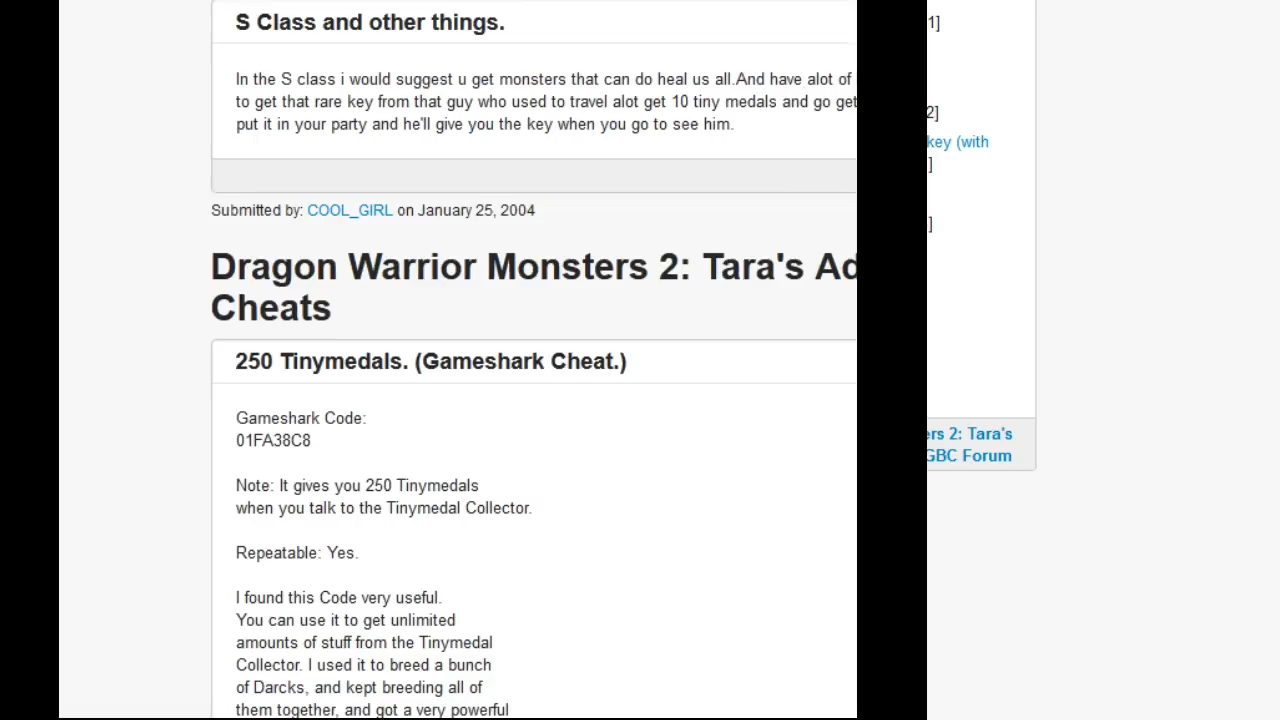 S Class and other things.
In the S class i would suggest u get monsters that can do heal us all.And have alot of
to get that rare key from that guy who used to travel alot get 10 tiny medals and go get
put it in your party and he'll give you the key when you go to see him.
Submitted by: COOL_GIRL on January 25, 2004
Dragon Warrior Monsters 2: Tara's Ad
Cheats
250 Tinymedals. (Gameshark Cheat.)
Gameshark Code:
01FA38C8
Note: It gives you 250 Tinymedals
when you talk to the Tinymedal Collector.
Repeatable: Yes.
I found this Code very useful.
You can use it to get unlimited
amounts of stuff from the Tinymedal
Collector. I used it to breed a bunch
of Darcks, and kept breeding all of
them together, and got a very powerful
1]
2]
key (with
]
]
ers 2: Tara's
GBC Forum